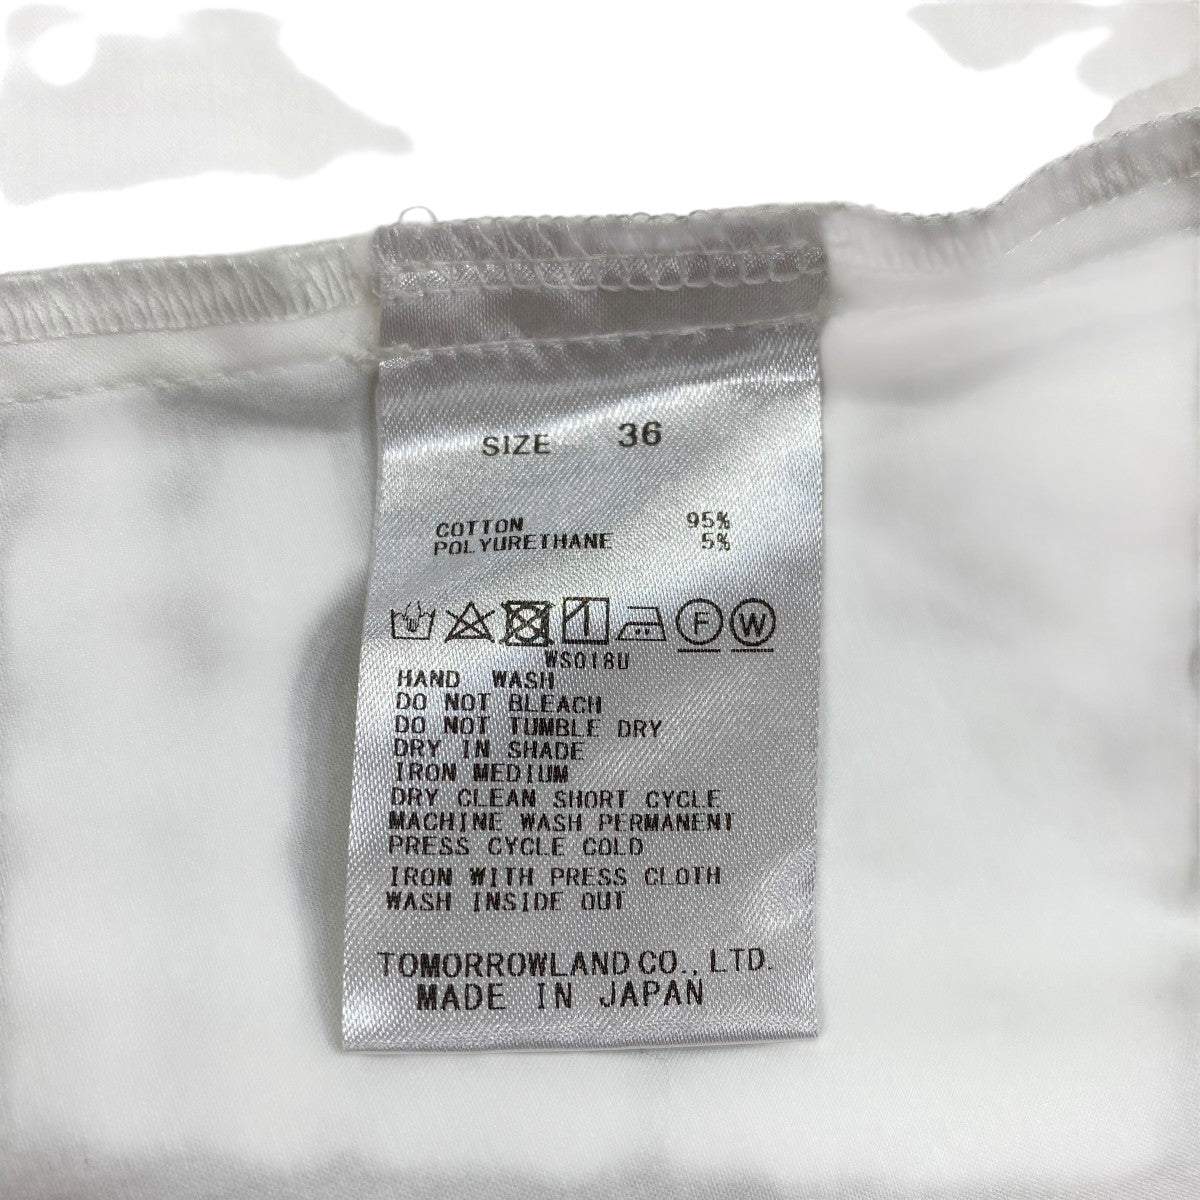 SIZE 36
COTTON 95%
POLYURETHANE 5%
F W
WS018U
HAND WASH
DO NOT BLEACH
DO NOT TUMBLE DRY
DRY IN SHADE
IRON MEDIUM
DRY CLEAN SHORT CYCLE
MACHINE WASH PERMANENT
PRESS CYCLE COLD
IRON WITH PRESS CLOTH
WASH INSIDE OUT
TOMORROWLAND CO., LTD.
MADE IN JAPAN